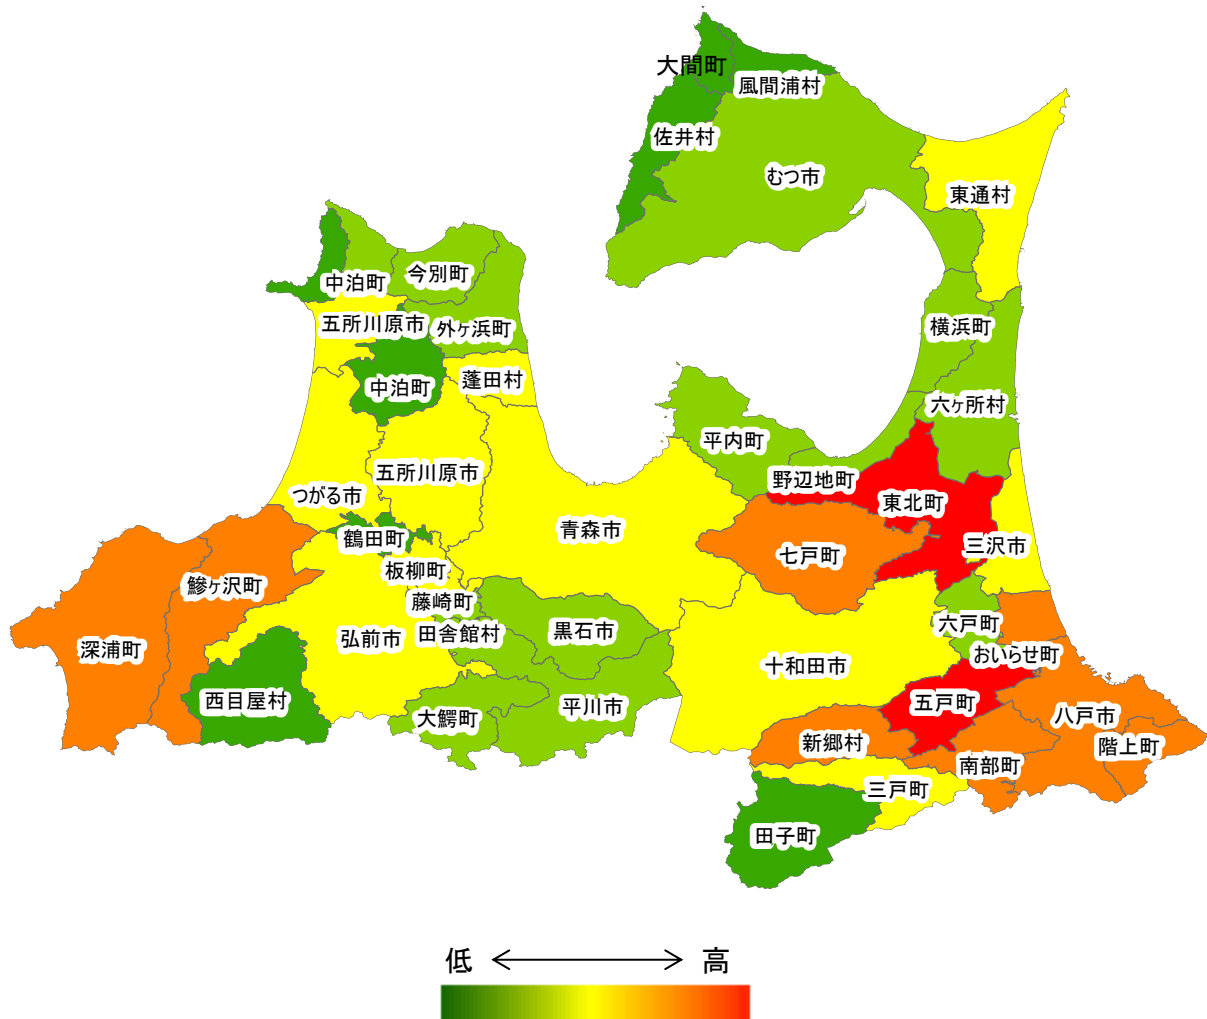 大間町
風間浦村
佐井村
むつ市
東通村
中泊町
今別町
五所川原市
外ヶ浜町
横浜町
中泊町
蓬田村
六ヶ所村
平内町
五所川原市
野辺地町
つがる市
東北町
青森市
鶴田町
三沢市
七戸町
板柳町
鰺ヶ沢町
藤崎町
六戸町
田舎館村
黒石市
弘前市
深浦町
おいらせ町
十和田市
西目屋村
五戸町
平川市
大鰐町
八戸市
新郷村
階上町
南部町
三戸町
田子町
低
高